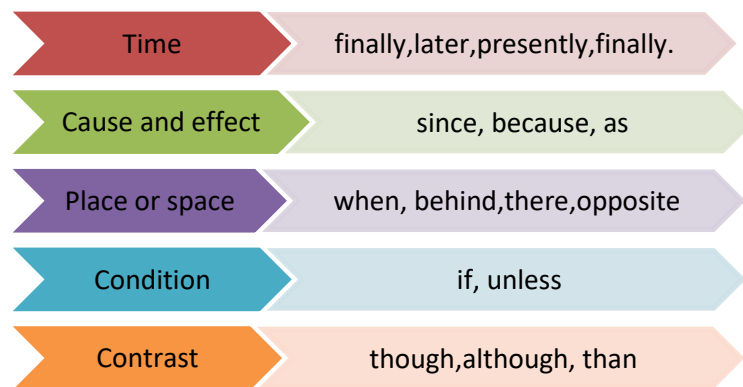 Time finally,later,presently,finally.
Cause and effect since, because, as
Place or space when, behind,there,opposite
Condition if, unless
Contrast though,although, than